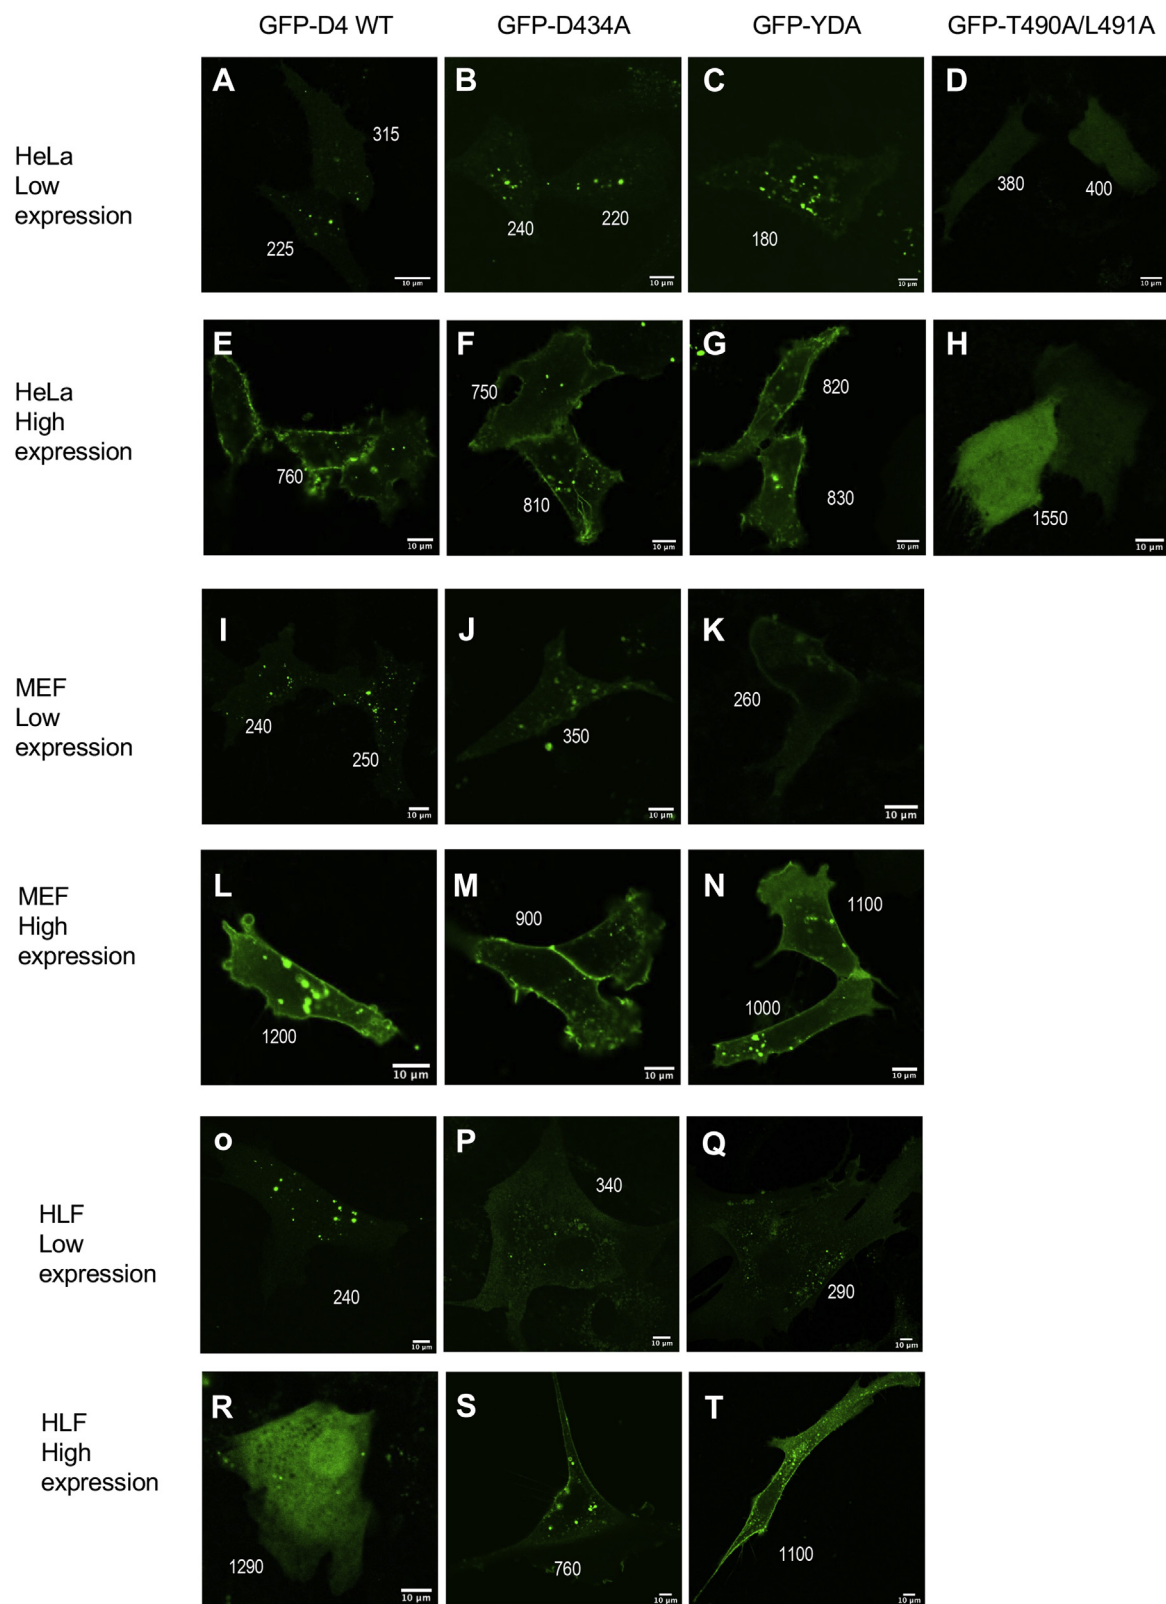 GFP-D4 WT GFP-D434A GFP-YDA GFP-T490A/L491A
HeLa
Low
expression
A
315
225
10 µm
B
240
220
10 µm
C
180
10 µm
D
380
400
10 µm
HeLa
High
expression
E
760
10 µm
F
750
810
10 µm
G
820
830
10 µm
H
1550
10 µm
MEF
Low
expression
I
240
250
10 µm
J
350
10 µm
K
260
10 µm
MEF
High
expression
L
1200
10 µm
M
900
10 µm
N
1100
1000
10 µm
HLF
Low
expression
o
240
10 µm
P
340
10 µm
Q
290
10 µm
HLF
High
expression
R
1290
10 µm
S
760
10 µm
T
1100
10 µm